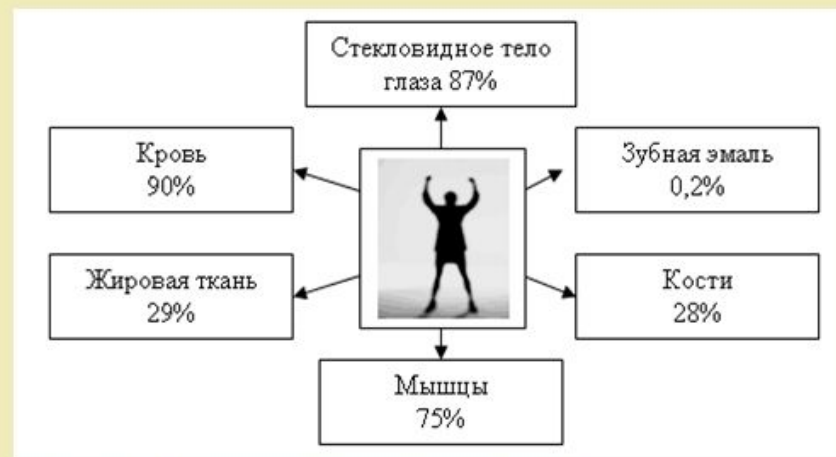 Стекловидное тело
глаза 87%
Кровь
90%
Зубная эмаль
0,2%
Жировая ткань
29%
Кости
28%
Мышцы
75%